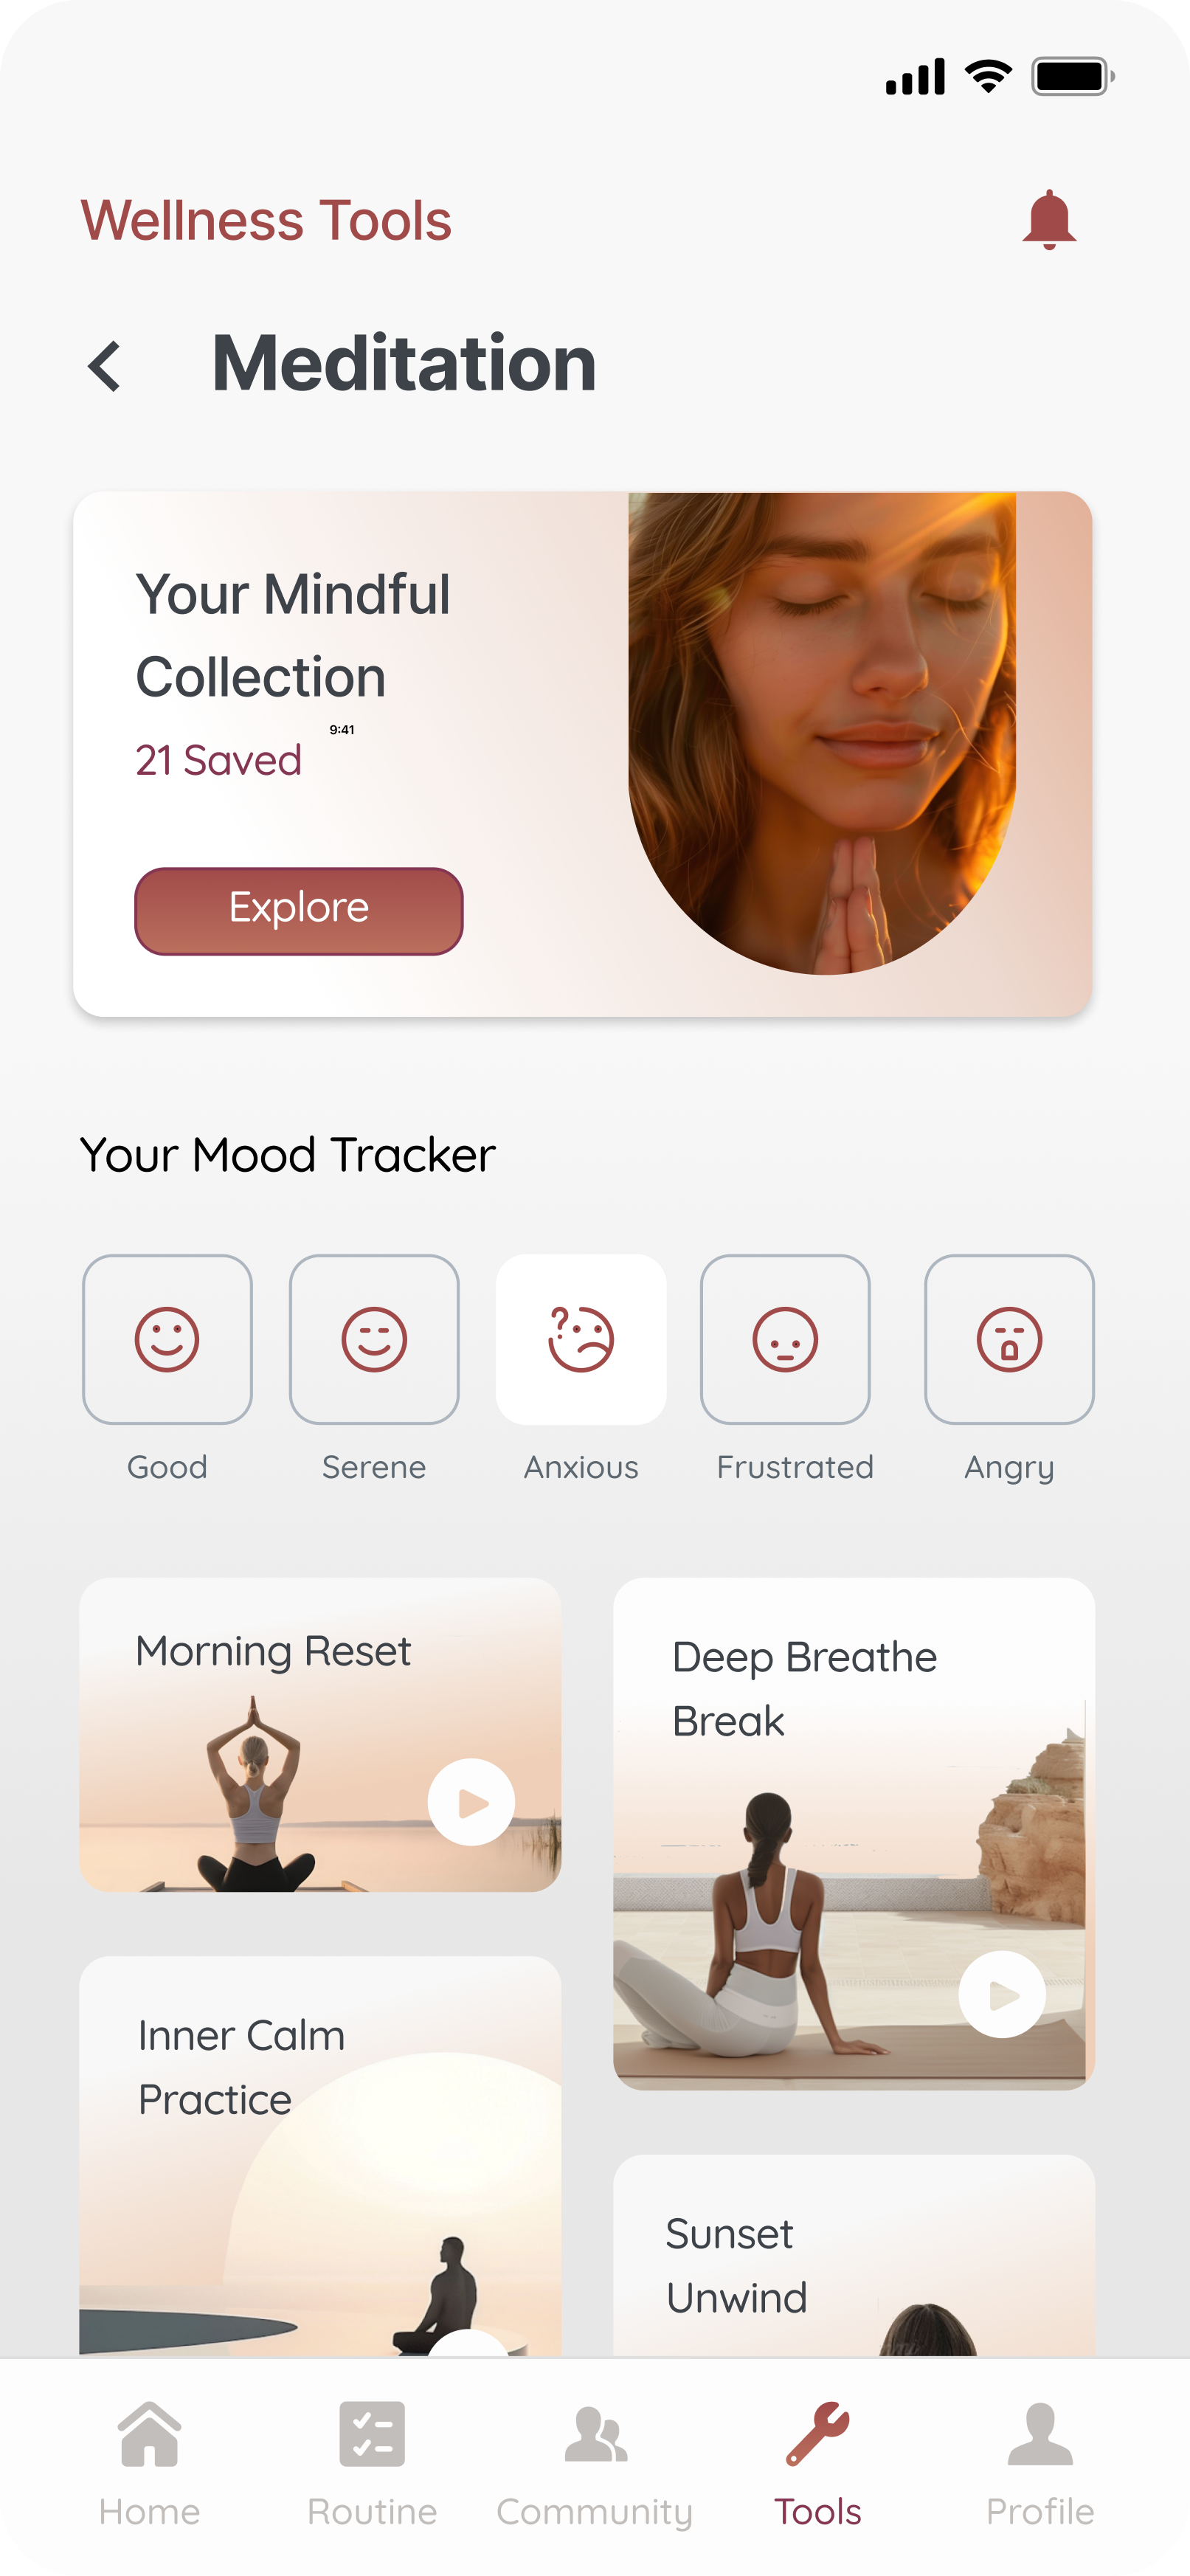 Wellness Tools
Meditation
Your Mindful
Collection
9:41
21 Saved
Explore
Your Mood Tracker
Good
Serene
Anxious
Frustrated
Angry
Morning Reset
Deep Breathe
Break
Inner Calm
Practice
Sunset
Unwind
Home
Routine
Community
Tools
Profile